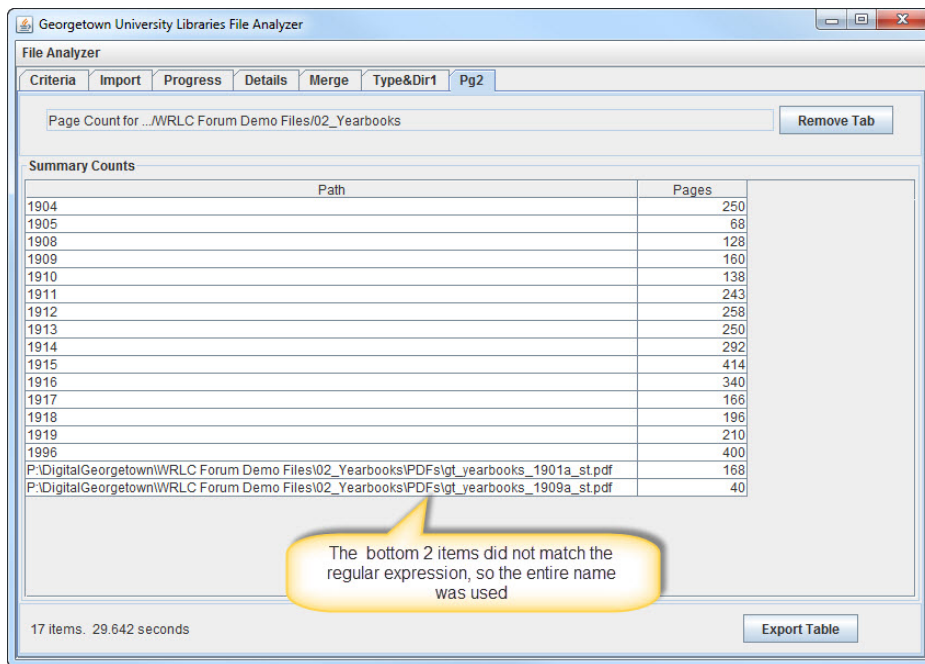 Georgetown University Libraries File Analyzer
File Analyzer
Criteria Import Progress Details Merge Type&Dir1 Pg2
Page Count for .../WRLC Forum Demo Files/02_Yearbooks Remove Tab
Summary Counts
Path Pages
1904 250
1905 68
1908 128
1909 160
1910 138
1911 243
1912 258
1913 250
1914 292
1915 414
1916 340
1917 166
1918 196
1919 210
1996 400
P:\DigitalGeorgetown\WRLC Forum Demo Files\02_Yearbooks\PDFs\gt_yearbooks_1901a_st.pdf 168
P:\DigitalGeorgetown\WRLC Forum Demo Files\02_Yearbooks\PDFs\gt_yearbooks_1909a_st.pdf 40
The bottom 2 items did not match the
regular expression, so the entire name
was used
17 items. 29.642 seconds Export Table